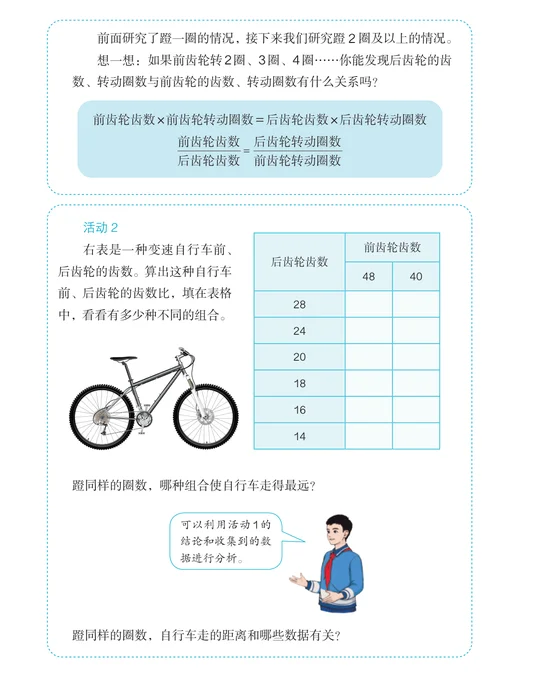 前面研究了蹬一圈的情况，接下来我们研究蹬2圈及以上的情况。
想一想：如果前齿轮转2圈、3圈、4圈……你能发现后齿轮的齿
数、转动圈数与前齿轮的齿数、转动圈数有什么关系吗？
前齿轮齿数×前齿轮转动圈数=后齿轮齿数×后齿轮转动圈数
前齿轮齿数 后齿轮转动圈数
=
后齿轮齿数 前齿轮转动圈数
活动2
右表是一种变速自行车前、
后齿轮的齿数。算出这种自行车
前、后齿轮的齿数比，填在表格
中，看看有多少种不同的组合。
后齿轮齿数 前齿轮齿数
48 40
28
24
20
18
16
14
蹬同样的圈数，哪种组合使自行车走得最远？
可以利用活动1的
结论和收集到的数
据进行分析。
蹬同样的圈数，自行车走的距离和哪些数据有关？